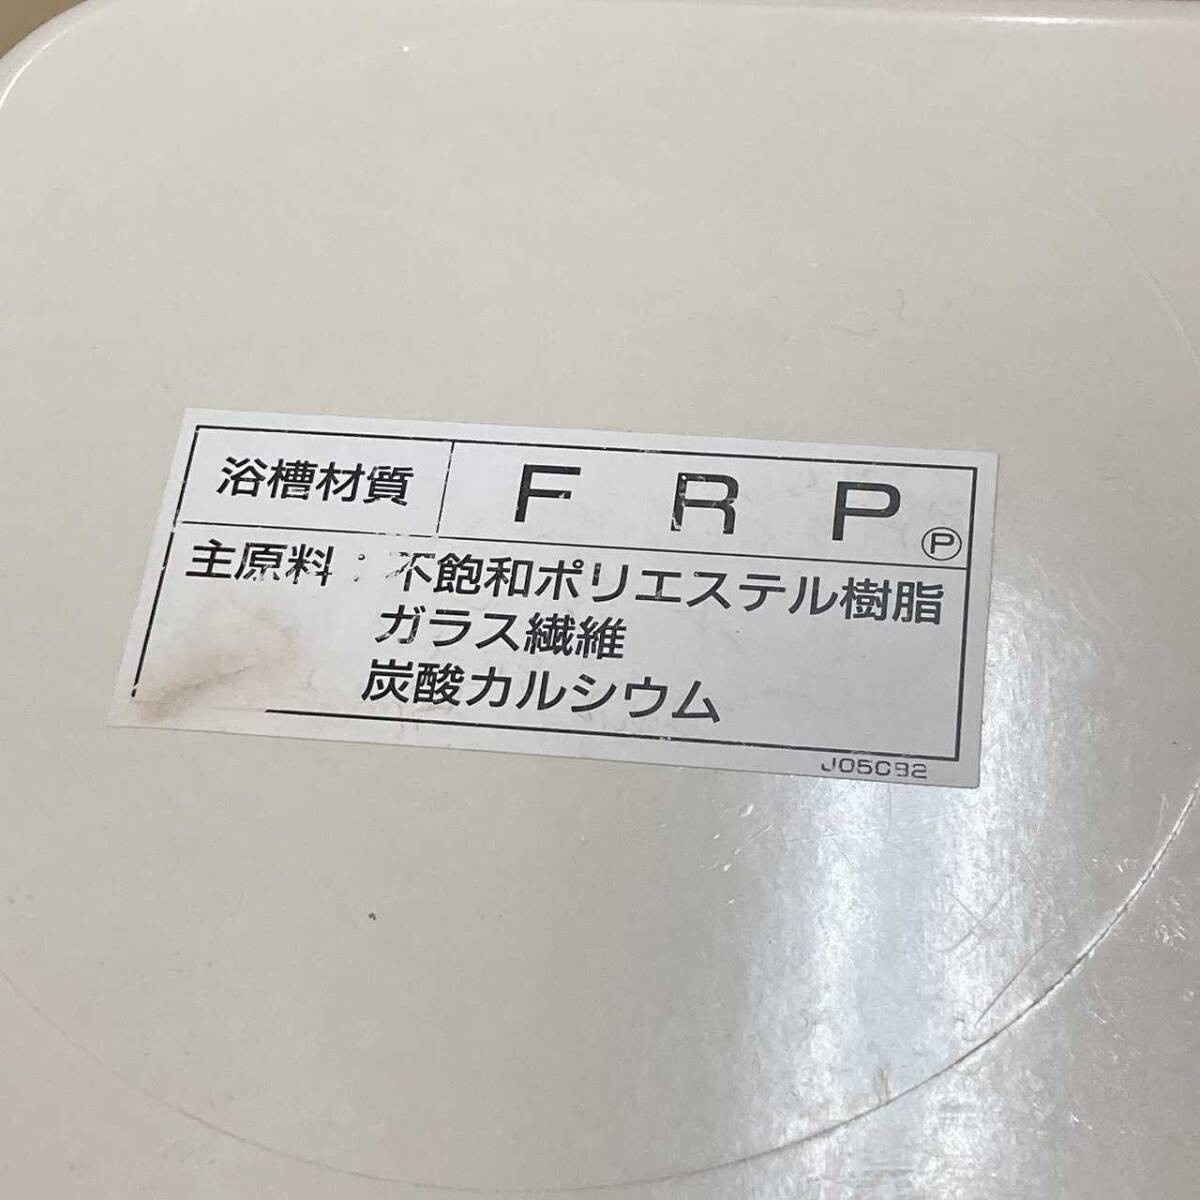 浴槽材質 FRP Ⓟ
主原料：不飽和ポリエステル樹脂
ガラス繊維
炭酸カルシウム